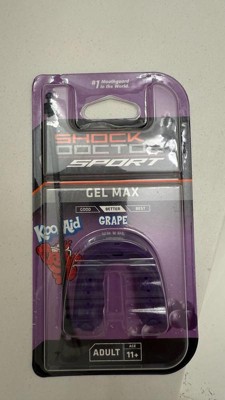 #1 Mouthguard
in the World.
SHOCK
DOCTOR
SPORT
GEL MAX
GOOD BETTER BEST
GRAPE
Kool-Aid
ADULT
AGE
11+